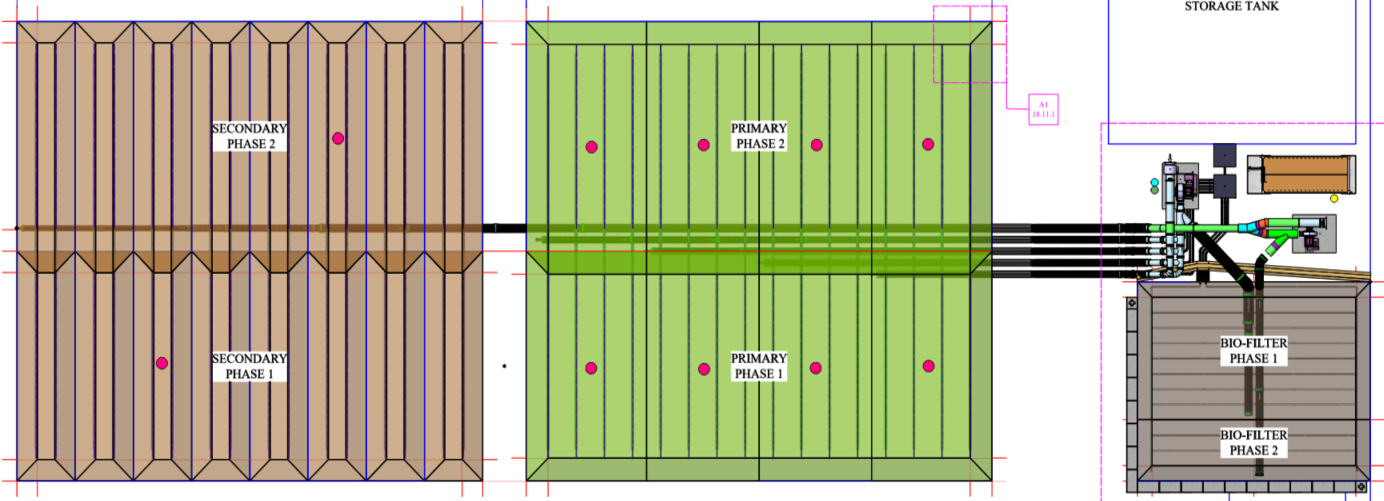 STORAGE TANK
A1
18.11.1
SECONDARY
PHASE 2
PRIMARY
PHASE 2
SECONDARY
PHASE 1
PRIMARY
PHASE 1
BIO-FILTER
PHASE 1
BIO-FILTER
PHASE 2